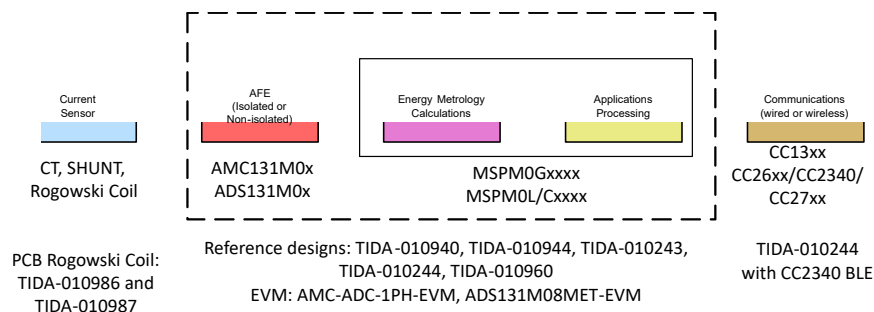 Current
Sensor
AFE
(Isolated or
Non-isolated)
Energy Metrology
Calculations
Applications
Processing
Communications
(wired or wireless)
CT, SHUNT,
Rogowski Coil
AMC131M0x
ADS131M0x
MSPM0Gxxxx
MSPM0L/Cxxxx
CC13xx
CC26xx/CC2340/
CC27xx
PCB Rogowski Coil:
TIDA-010986 and
TIDA-010987
Reference designs: TIDA-010940, TIDA-010944, TIDA-010243,
TIDA-010244, TIDA-010960
EVM: AMC-ADC-1PH-EVM, ADS131M08MET-EVM
TIDA-010244
with CC2340 BLE